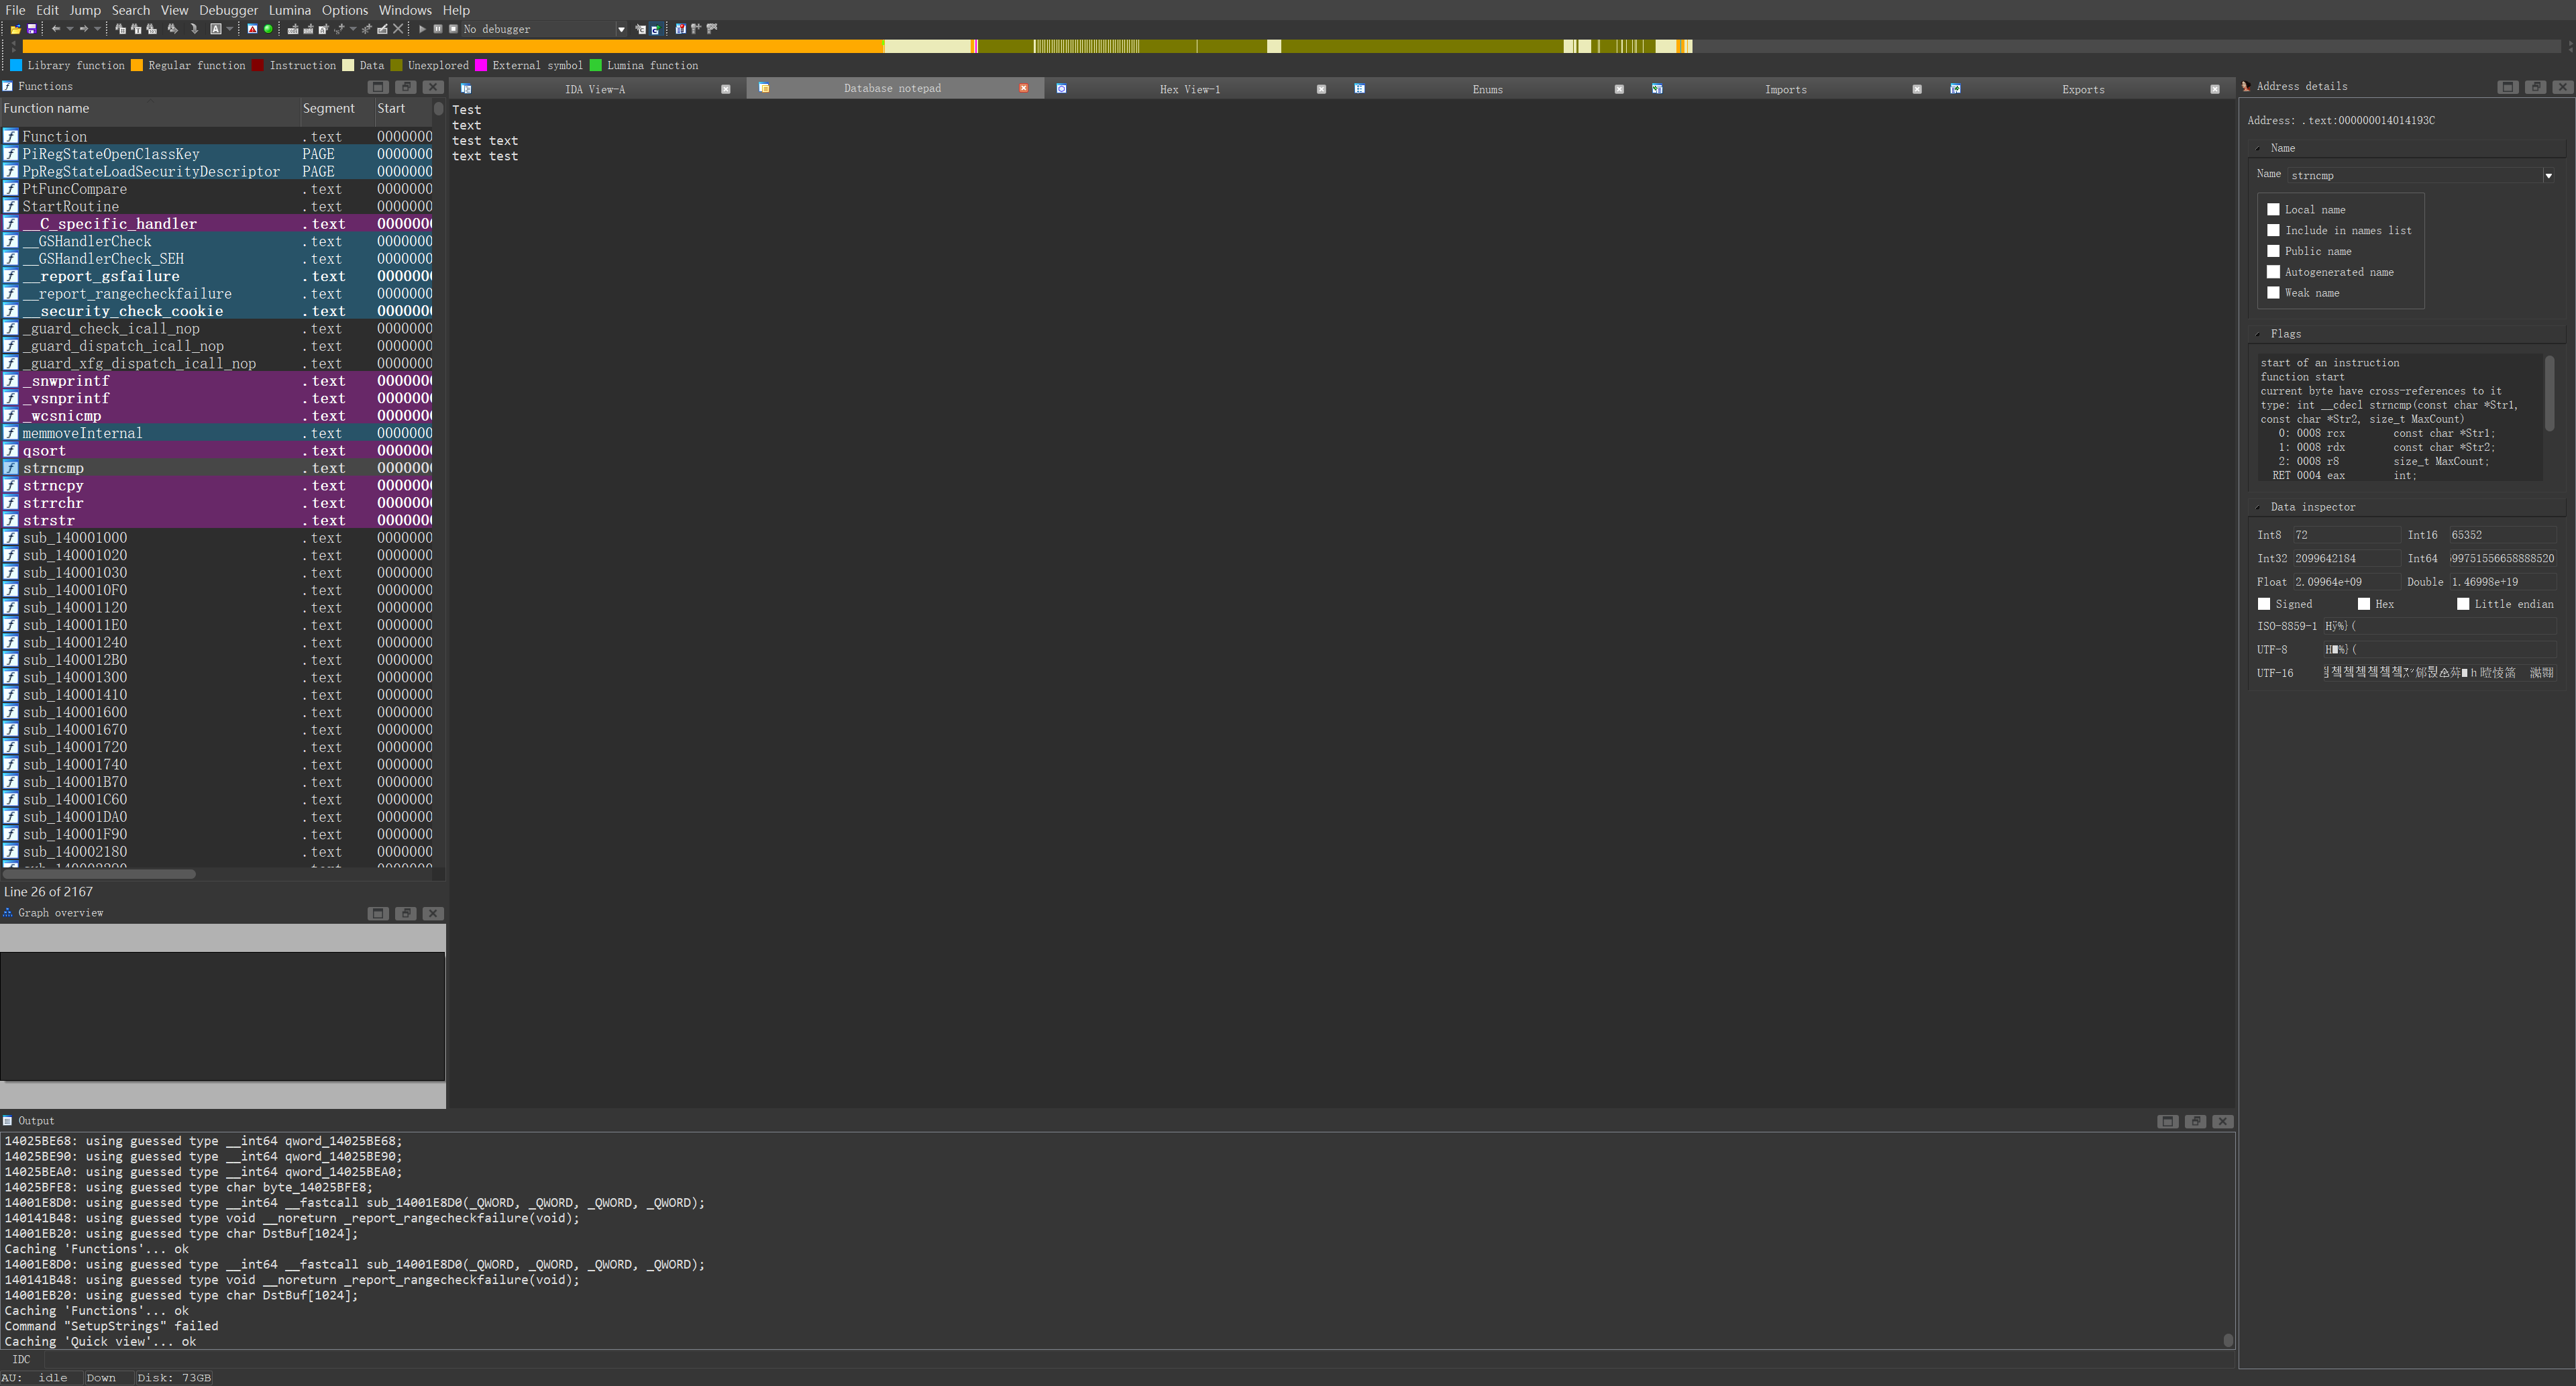 File Edit Jump Search View Debugger Lumina Options Windows Help
No debugger
Library function Regular function Instruction Data Unexplored External symbol Lumina function
Functions
Function name Segment Start
Function .text 0000000
PiRegStateOpenClassKey PAGE 0000000
PpRegStateLoadSecurityDescriptor PAGE 0000000
PtFuncCompare .text 0000000
StartRoutine .text 0000000
__C_specific_handler .text 0000000
__GSHandlerCheck .text 0000000
__GSHandlerCheck_SEH .text 0000000
__report_gsfailure .text 0000000
__report_rangecheckfailure .text 0000000
__security_check_cookie .text 0000000
_guard_check_icall_nop .text 0000000
_guard_dispatch_icall_nop .text 0000000
_guard_xfg_dispatch_icall_nop .text 0000000
_snwprintf .text 0000000
_vsnprintf .text 0000000
_wcsnicmp .text 0000000
memmoveInternal .text 0000000
qsort .text 0000000
strncmp .text 0000000
strncpy .text 0000000
strrchr .text 0000000
strstr .text 0000000
sub_140001000 .text 0000000
sub_140001020 .text 0000000
sub_140001030 .text 0000000
sub_1400010F0 .text 0000000
sub_140001120 .text 0000000
sub_1400011E0 .text 0000000
sub_140001240 .text 0000000
sub_1400012B0 .text 0000000
sub_140001300 .text 0000000
sub_140001410 .text 0000000
sub_140001600 .text 0000000
sub_140001670 .text 0000000
sub_140001720 .text 0000000
sub_140001740 .text 0000000
sub_140001B70 .text 0000000
sub_140001C60 .text 0000000
sub_140001DA0 .text 0000000
sub_140001F90 .text 0000000
sub_140002180 .text 0000000
Line 26 of 2167
Graph overview
IDA View-A Database notepad Hex View-1 Enums Imports Exports
Test
text
test text
text test
Address details
Address: .text:000000014014193C
Name
Name strncmp
Local name
Include in names list
Public name
Autogenerated name
Weak name
Flags
start of an instruction
function start
current byte have cross-references to it
type: int __cdecl strncmp(const char *Str1,
const char *Str2, size_t MaxCount)
0: 0008 rcx const char *Str1;
1: 0008 rdx const char *Str2;
2: 0008 r8 size_t MaxCount;
RET 0004 eax int;
Data inspector
Int8 72 Int16 65352
Int32 2099642184 Int64 997515566588888520
Float 2.09964e+09 Double 1.46998e+19
Signed Hex Little endian
ISO-8859-1 Hÿ%}(
UTF-8 H%}(
UTF-16
Output
14025BE68: using guessed type __int64 qword_14025BE68;
14025BE90: using guessed type __int64 qword_14025BE90;
14025BEA0: using guessed type __int64 qword_14025BEA0;
14025BFE8: using guessed type char byte_14025BFE8;
14001E8D0: using guessed type __int64 __fastcall sub_14001E8D0(_QWORD, _QWORD, _QWORD, _QWORD);
140141B48: using guessed type void __noreturn _report_rangecheckfailure(void);
14001EB20: using guessed type char DstBuf[1024];
Caching 'Functions'... ok
14001E8D0: using guessed type __int64 __fastcall sub_14001E8D0(_QWORD, _QWORD, _QWORD, _QWORD);
140141B48: using guessed type void __noreturn _report_rangecheckfailure(void);
14001EB20: using guessed type char DstBuf[1024];
Caching 'Functions'... ok
Command "SetupStrings" failed
Caching 'Quick view'... ok
IDC
AU: idle Down Disk: 73GB